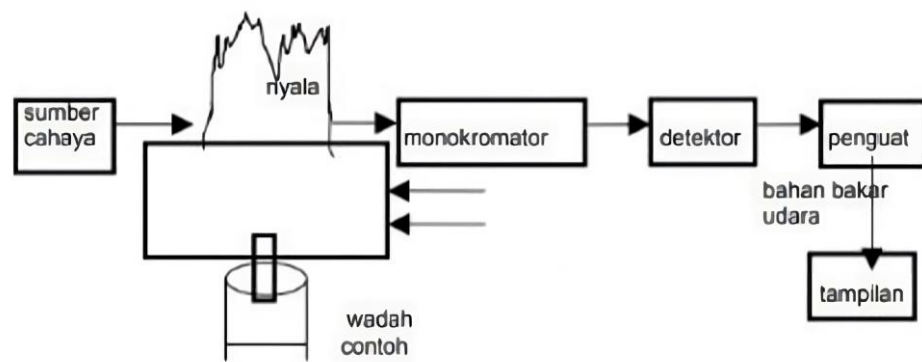 nyala
sumber
cahaya
monokromator
detektor
penguat
bahan bakar
udara
tampilan
wadah
contoh